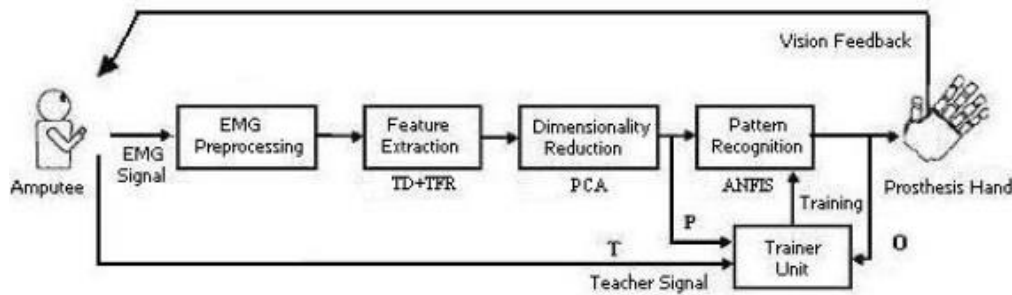 Vision Feedback
EMG
Preprocessing
Feature
Extraction
Dimensionality
Reduction
Pattern
Recognition
EMG
Signal
Amputee
TD+TFR
PCA
ANFIS
Prosthesis Hand
Training
P
T
Teacher Signal
Trainer
Unit
O